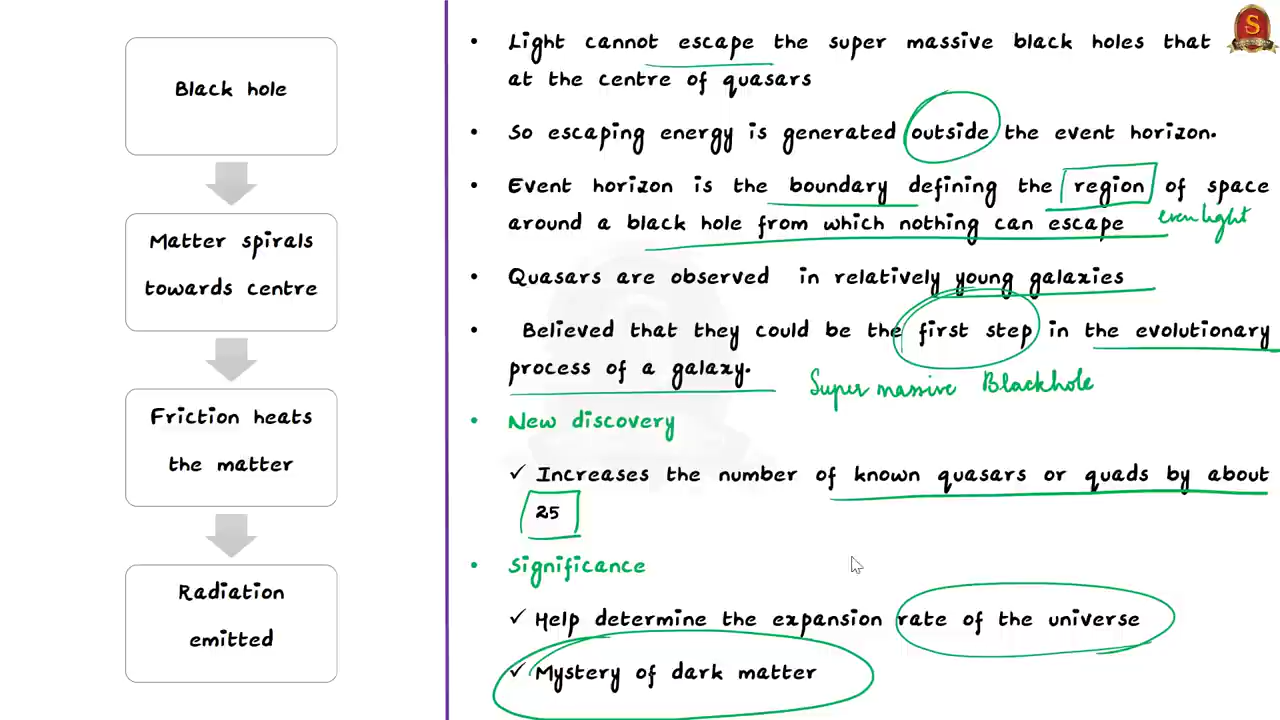 Black hole
Matter spirals
towards centre
Friction heats
the matter
Radiation
emitted
S
• Light cannot escape the super massive black holes that
at the centre of quasars
• So escaping energy is generated outside the event horizon.
• Event horizon is the boundary defining the region of space
around a black hole from which nothing can escape
even light
• Quasars are observed in relatively young galaxies
• Believed that they could be the first step in the evolutionary
process of a galaxy.
Super massive Blackhole
• New discovery
✓ Increases the number of known quasars or quads by about
25
• Significance
✓ Help determine the expansion rate of the universe
✓ Mystery of dark matter